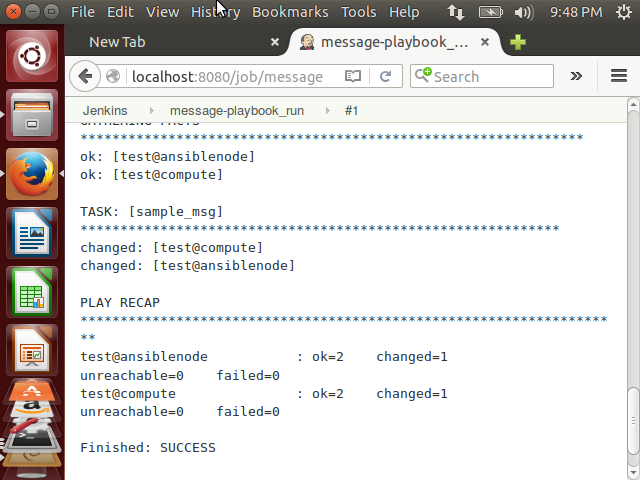 File Edit View History Bookmarks Tools Help 9:48 PM
New Tab message-playbook_...
localhost:8080/job/message Search
Jenkins message-playbook_run #1
GATHERING FACTS
***************************************************************
ok: [test@ansiblenode]
ok: [test@compute]
TASK: [sample_msg]
************************************************************
changed: [test@compute]
changed: [test@ansiblenode]
PLAY RECAP
******************************************************************
**
test@ansiblenode : ok=2 changed=1
unreachable=0 failed=0
test@compute : ok=2 changed=1
unreachable=0 failed=0
Finished: SUCCESS